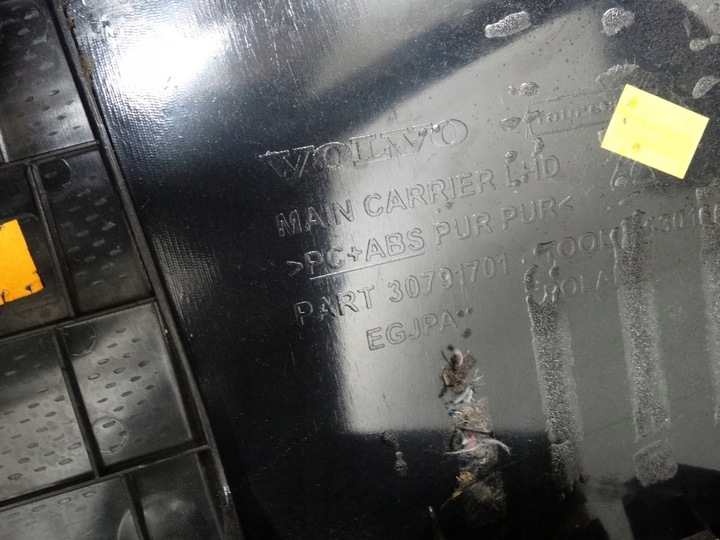 VOLVO
MAIN CARRIER LHD
>PC+ABS PUR PUR<
PART 30791701
EGJPA